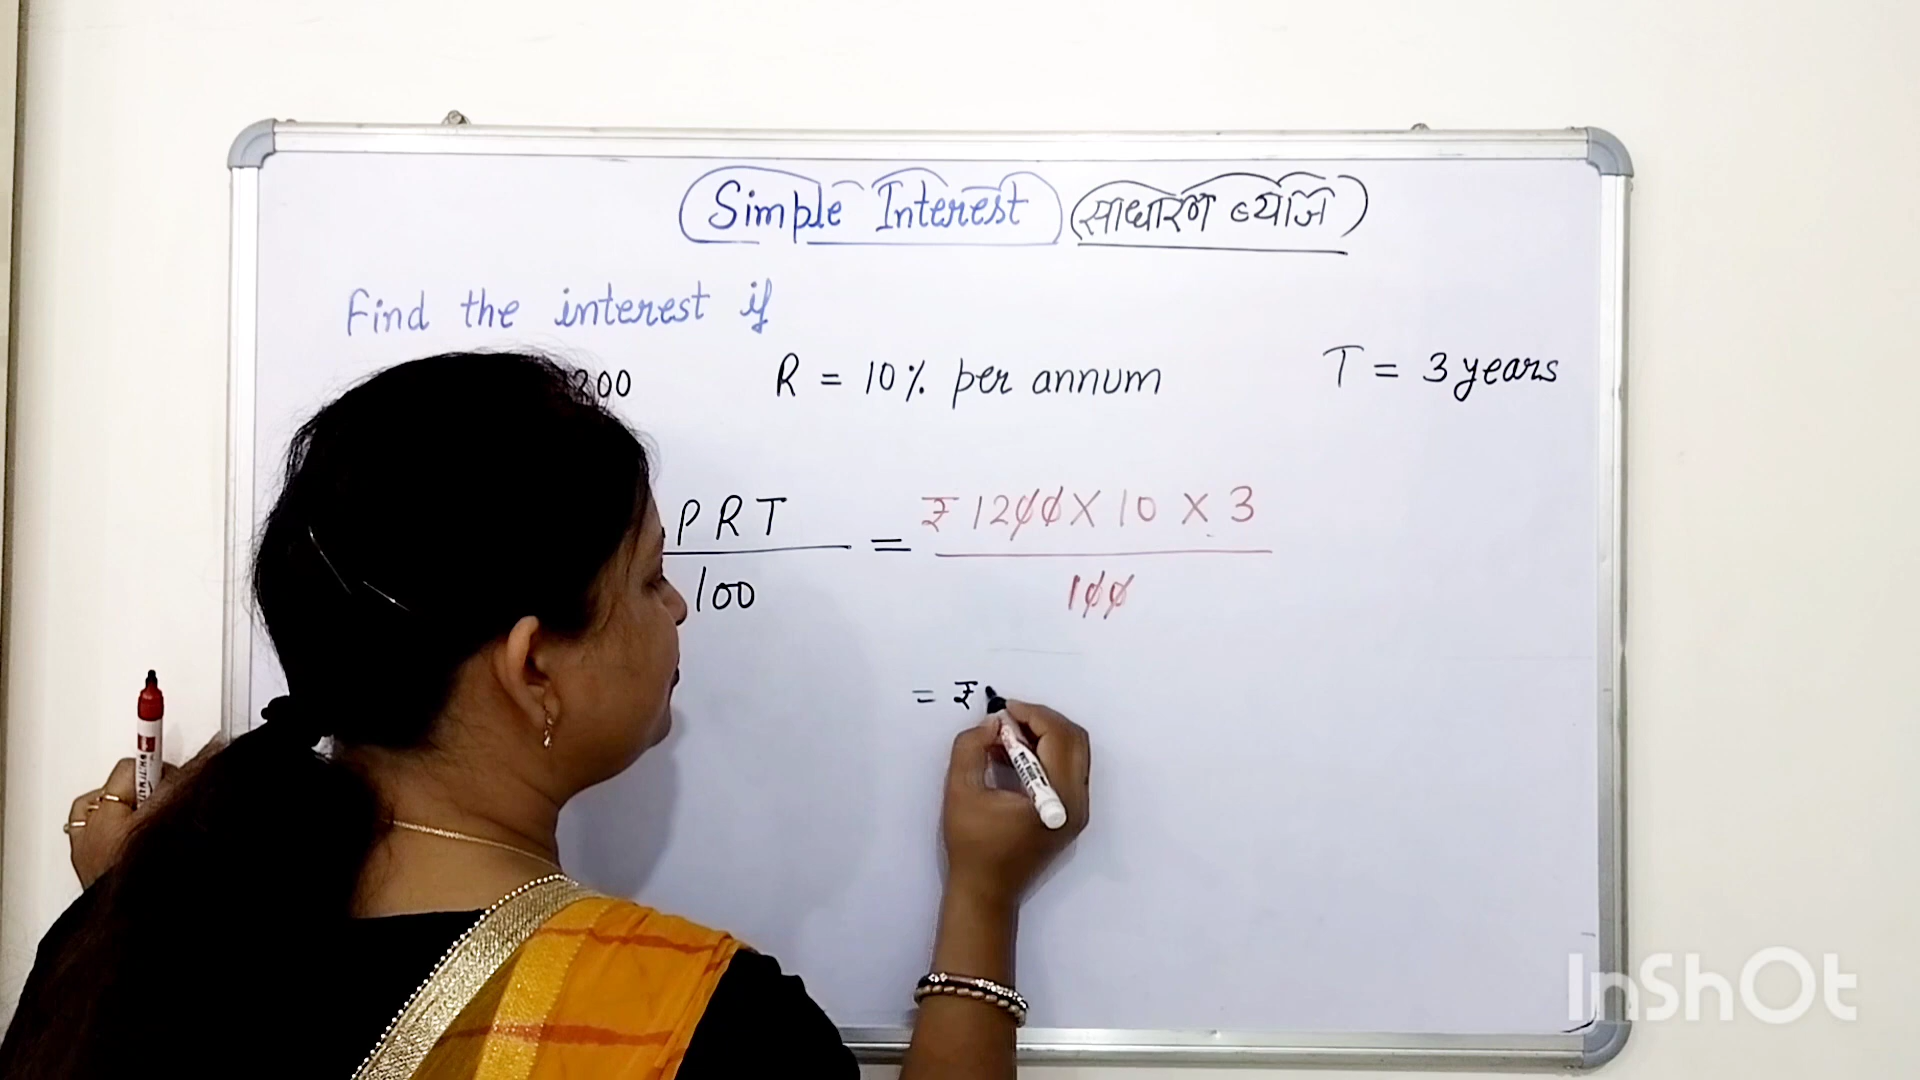 Simple Interest (साधारण ब्याज)
Find the interest if
200 R = 10% per annum T = 3 years
PRT = ₹ 1200 X 10 X 3
100 100
= ₹
InShOt